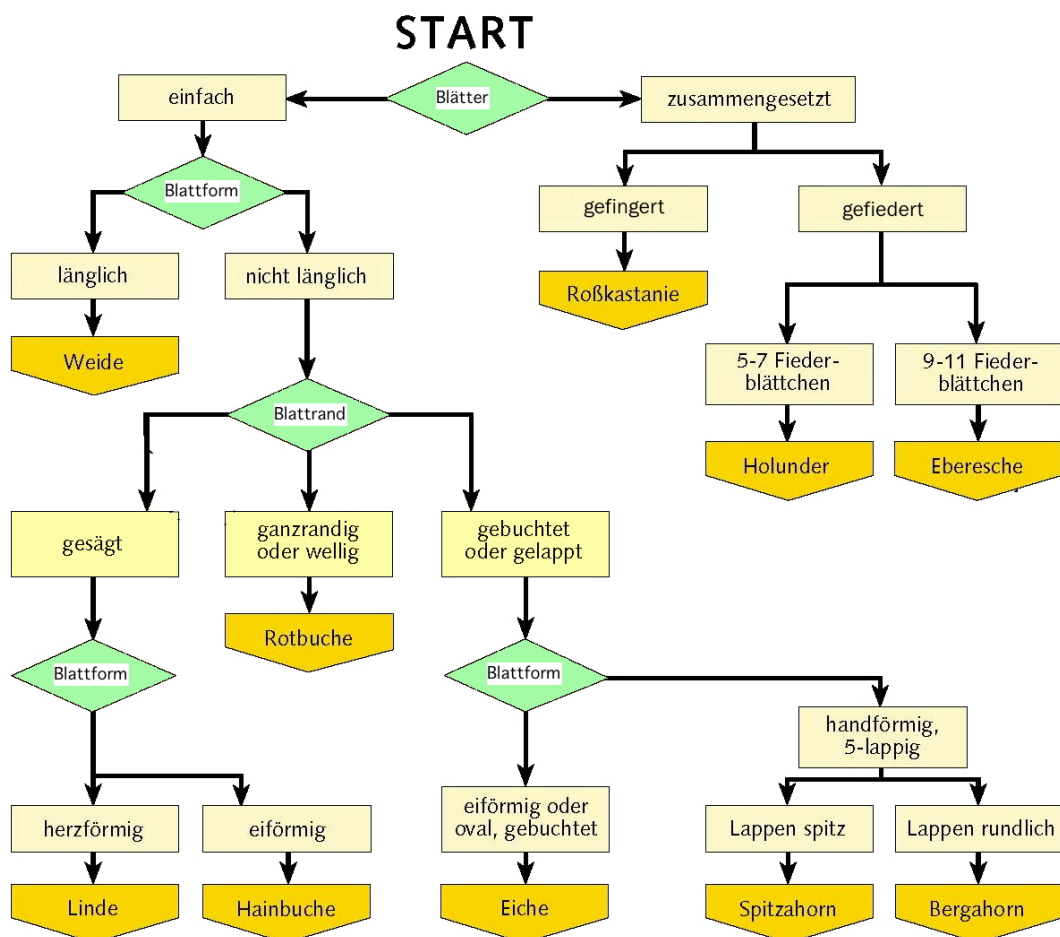 START
einfach
Blätter
zusammengesetzt
Blattform
gefingert
gefiedert
länglich
nicht länglich
Roßkastanie
Weide
5-7 Fieder-
blättchen
9-11 Fieder-
blättchen
Blattrand
Holunder
Eberesche
gesägt
ganzrandig
oder wellig
gebuchtet
oder gelappt
Rotbuche
Blattform
Blattform
handförmig,
5-lappig
herzförmig
eiförmig
eiförmig oder
oval, gebuchtet
Lappen spitz
Lappen rundlich
Linde
Hainbuche
Eiche
Spitzahorn
Bergahorn